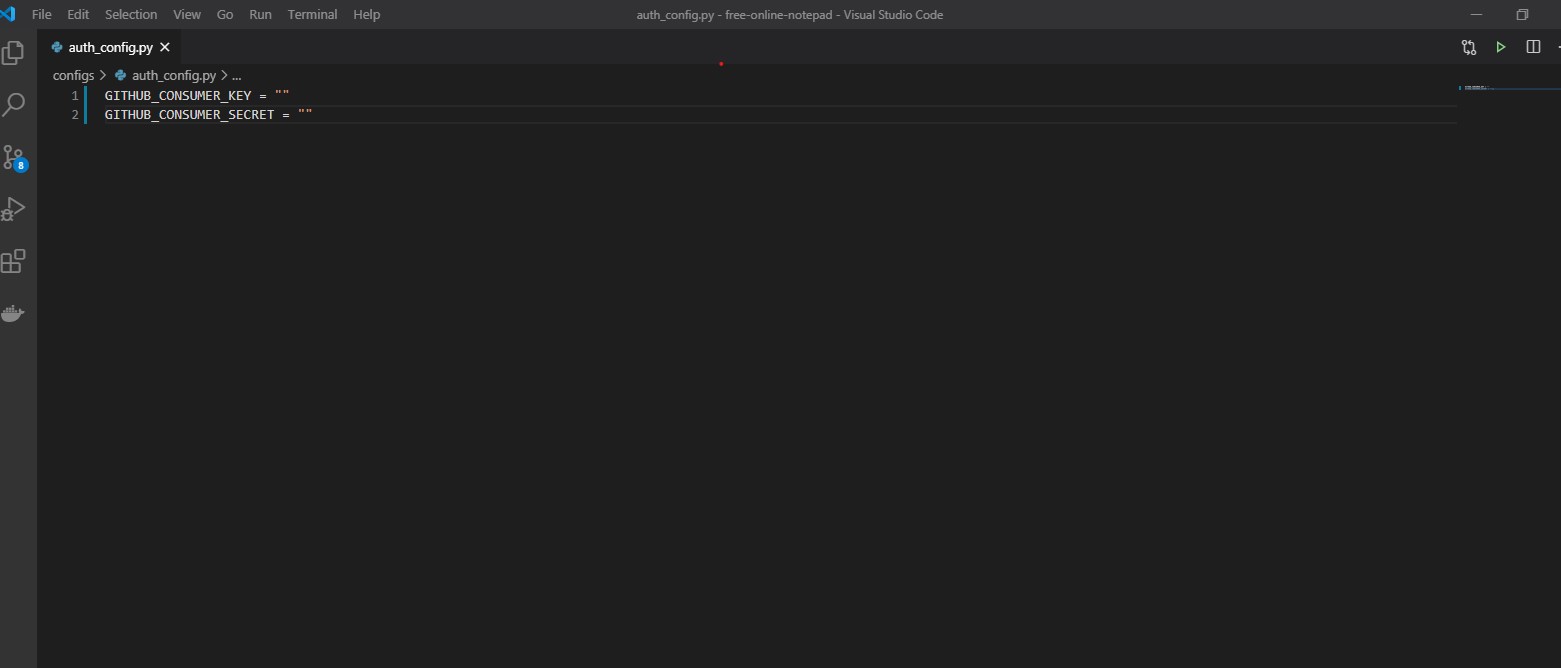 File Edit Selection View Go Run Terminal Help
auth_config.py - free-online-notepad - Visual Studio Code
auth_config.py
configs > auth_config.py > ...
1 GITHUB_CONSUMER_KEY = ""
2 GITHUB_CONSUMER_SECRET = ""
8